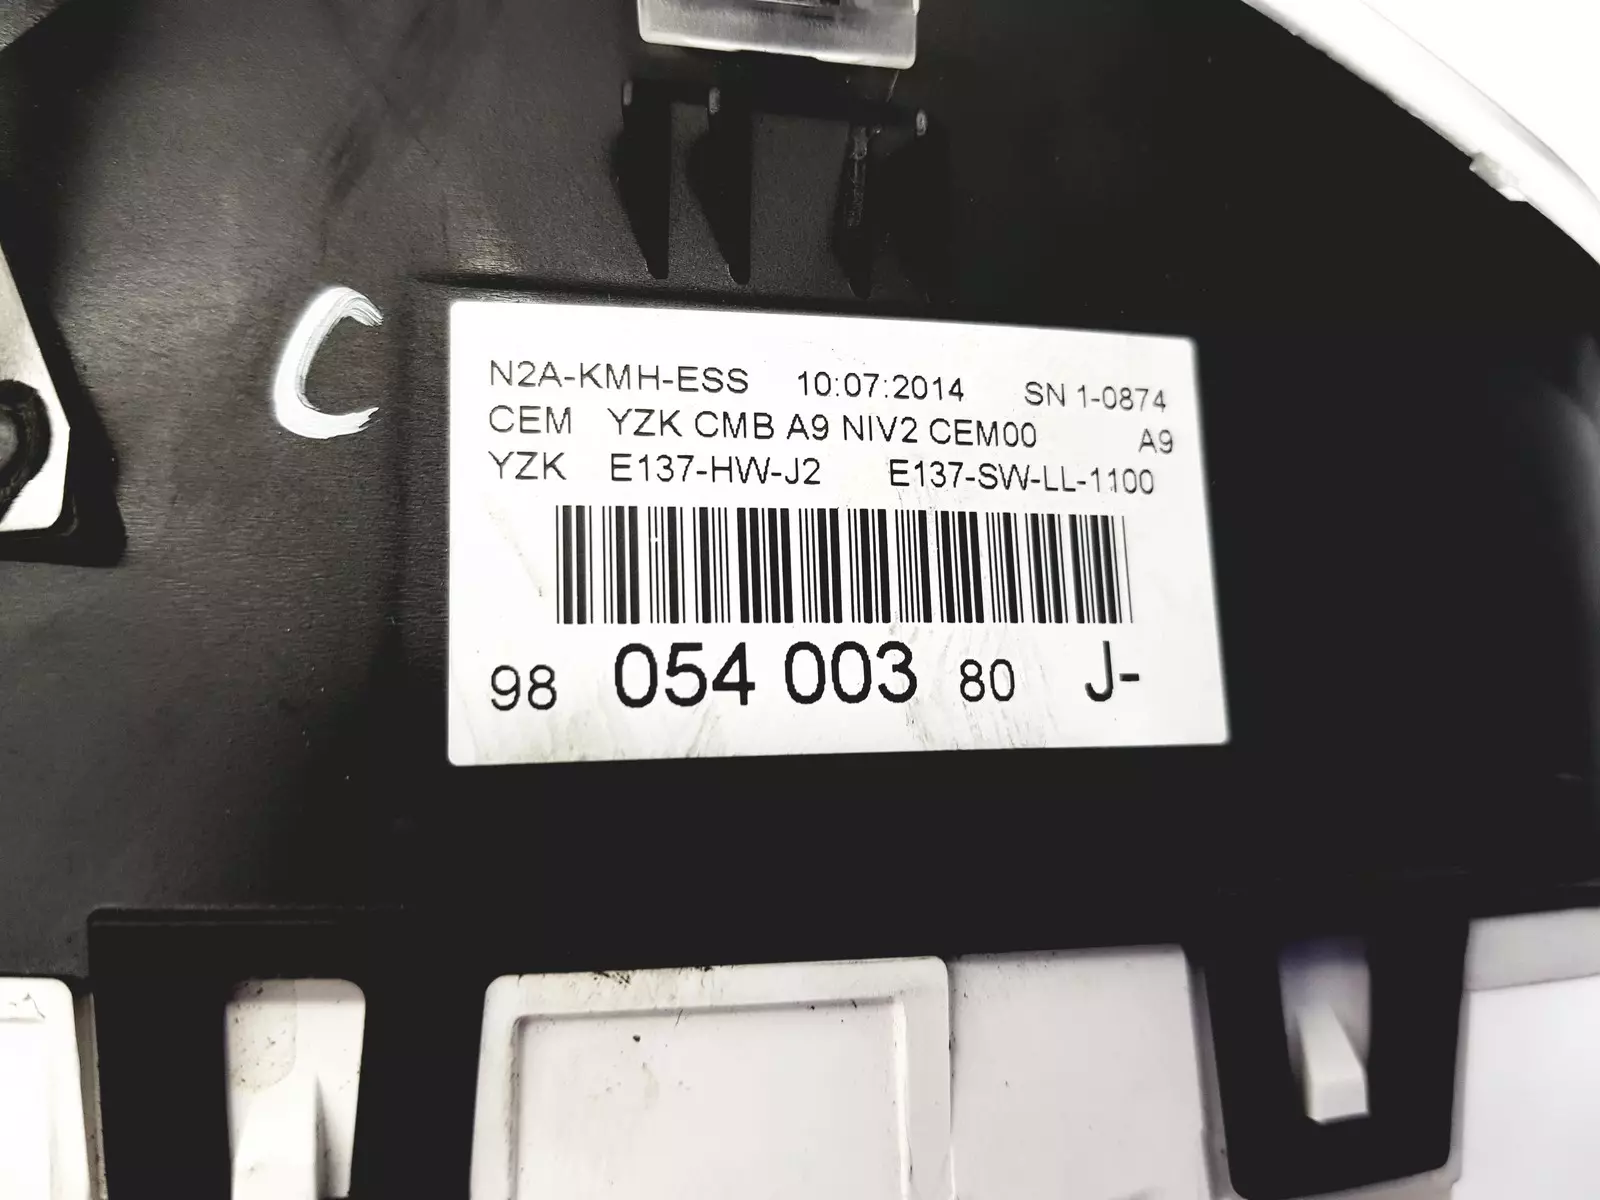 C
N2A-KMH-ESS 10:07:2014 SN 1-0874
CEM YZK CMB A9 NIV2 CEM00 A9
YZK E137-HW-J2 E137-SW-LL-1100
98 054 003 80 J-